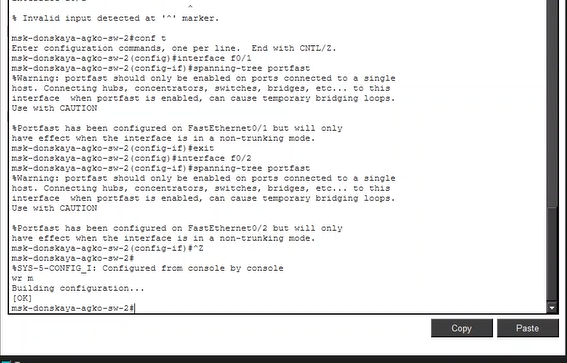 ^
% Invalid input detected at '^' marker.
msk-donskaya-agko-sw-2#conf t
Enter configuration commands, one per line.  End with CNTL/Z.
msk-donskaya-agko-sw-2(config)#interface f0/1
msk-donskaya-agko-sw-2(config-if)#spanning-tree portfast
%Warning: portfast should only be enabled on ports connected to a single
host. Connecting hubs, concentrators, switches, bridges, etc... to this
interface  when portfast is enabled, can cause temporary bridging loops.
Use with CAUTION
%Portfast has been configured on FastEthernet0/1 but will only
have effect when the interface is in a non-trunking mode.
msk-donskaya-agko-sw-2(config-if)#exit
msk-donskaya-agko-sw-2(config)#interface f0/2
msk-donskaya-agko-sw-2(config-if)#spanning-tree portfast
%Warning: portfast should only be enabled on ports connected to a single
host. Connecting hubs, concentrators, switches, bridges, etc... to this
interface  when portfast is enabled, can cause temporary bridging loops.
Use with CAUTION
%Portfast has been configured on FastEthernet0/2 but will only
have effect when the interface is in a non-trunking mode.
msk-donskaya-agko-sw-2(config-if)#^Z
msk-donskaya-agko-sw-2#
%SYS-5-CONFIG_I: Configured from console by console
wr m
Building configuration...
[OK]
msk-donskaya-agko-sw-2#
Copy
Paste